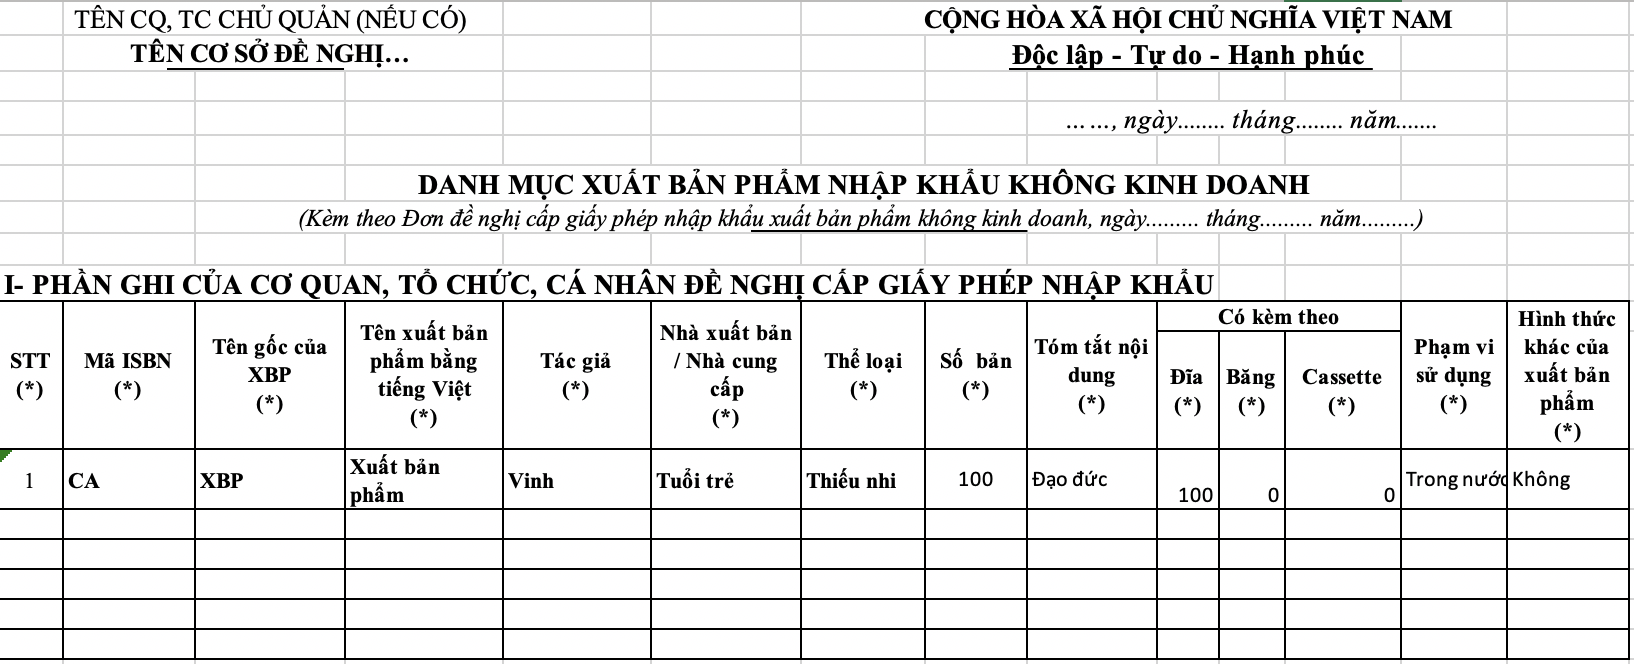 TÊN CQ, TC CHỦ QUẢN (NẾU CÓ)
CỘNG HÒA XÃ HỘI CHỦ NGHĨA VIỆT NAM
TÊN CƠ SỞ ĐỀ NGHỊ...
Độc lập - Tự do - Hạnh phúc
... ..., ngày........ tháng........ năm.......
DANH MỤC XUẤT BẢN PHẨM NHẬP KHẨU KHÔNG KINH DOANH
(Kèm theo Đơn đề nghị cấp giấy phép nhập khẩu xuất bản phẩm không kinh doanh, ngày......... tháng......... năm.........)
I- PHẦN GHI CỦA CƠ QUAN, TỔ CHỨC, CÁ NHÂN ĐỀ NGHỊ CẤP GIẤY PHÉP NHẬP KHẨU
STT
(*)
Mã ISBN
(*)
Tên gốc của
XBP
(*)
Tên xuất bản
phẩm bằng
tiếng Việt
(*)
Tác giả
(*)
Nhà xuất bản
/ Nhà cung
cấp
(*)
Thể loại
(*)
Số bản
(*)
Tóm tắt nội
dung
(*)
Có kèm theo
Đĩa
(*)
Băng
(*)
Cassette
(*)
Phạm vi
sử dụng
(*)
Hình thức
khác của
xuất bản
phẩm
(*)
1
CA
XBP
Xuất bản
phẩm
Vinh
Tuổi trẻ
Thiếu nhi
100
Đạo đức
100
0
0
Trong nước
Không